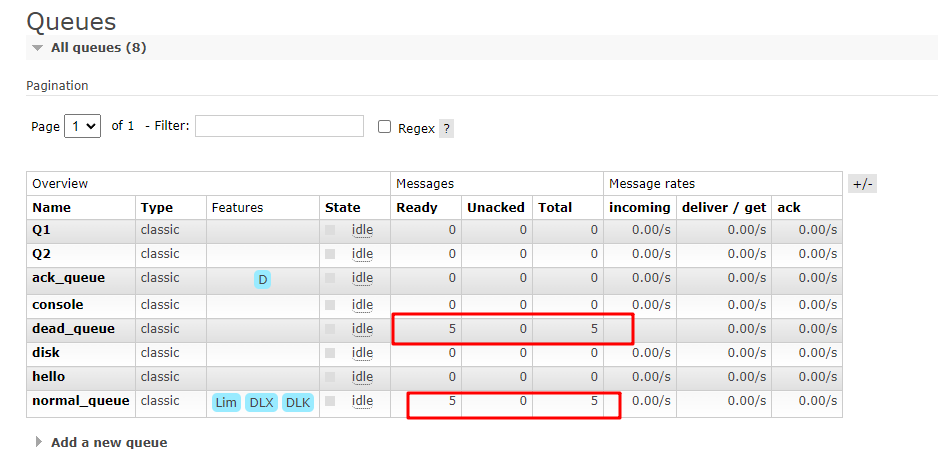 Queues
All queues (8)
Pagination
Page 1 of 1 - Filter: Regex ?
Overview Messages Message rates +/-
Name Type Features State Ready Unacked Total incoming deliver / get ack
Q1 classic idle 0 0 0 0.00/s 0.00/s 0.00/s
Q2 classic idle 0 0 0 0.00/s 0.00/s 0.00/s
ack_queue classic D idle 0 0 0 0.00/s 0.00/s 0.00/s
console classic idle 0 0 0 0.00/s 0.00/s 0.00/s
dead_queue classic idle 5 0 5 0.00/s 0.00/s
disk classic idle 0 0 0 0.00/s 0.00/s 0.00/s
hello classic idle 0 0 0 0.00/s 0.00/s 0.00/s
normal_queue classic Lim DLX DLK idle 5 0 5 0.00/s 0.00/s 0.00/s
Add a new queue